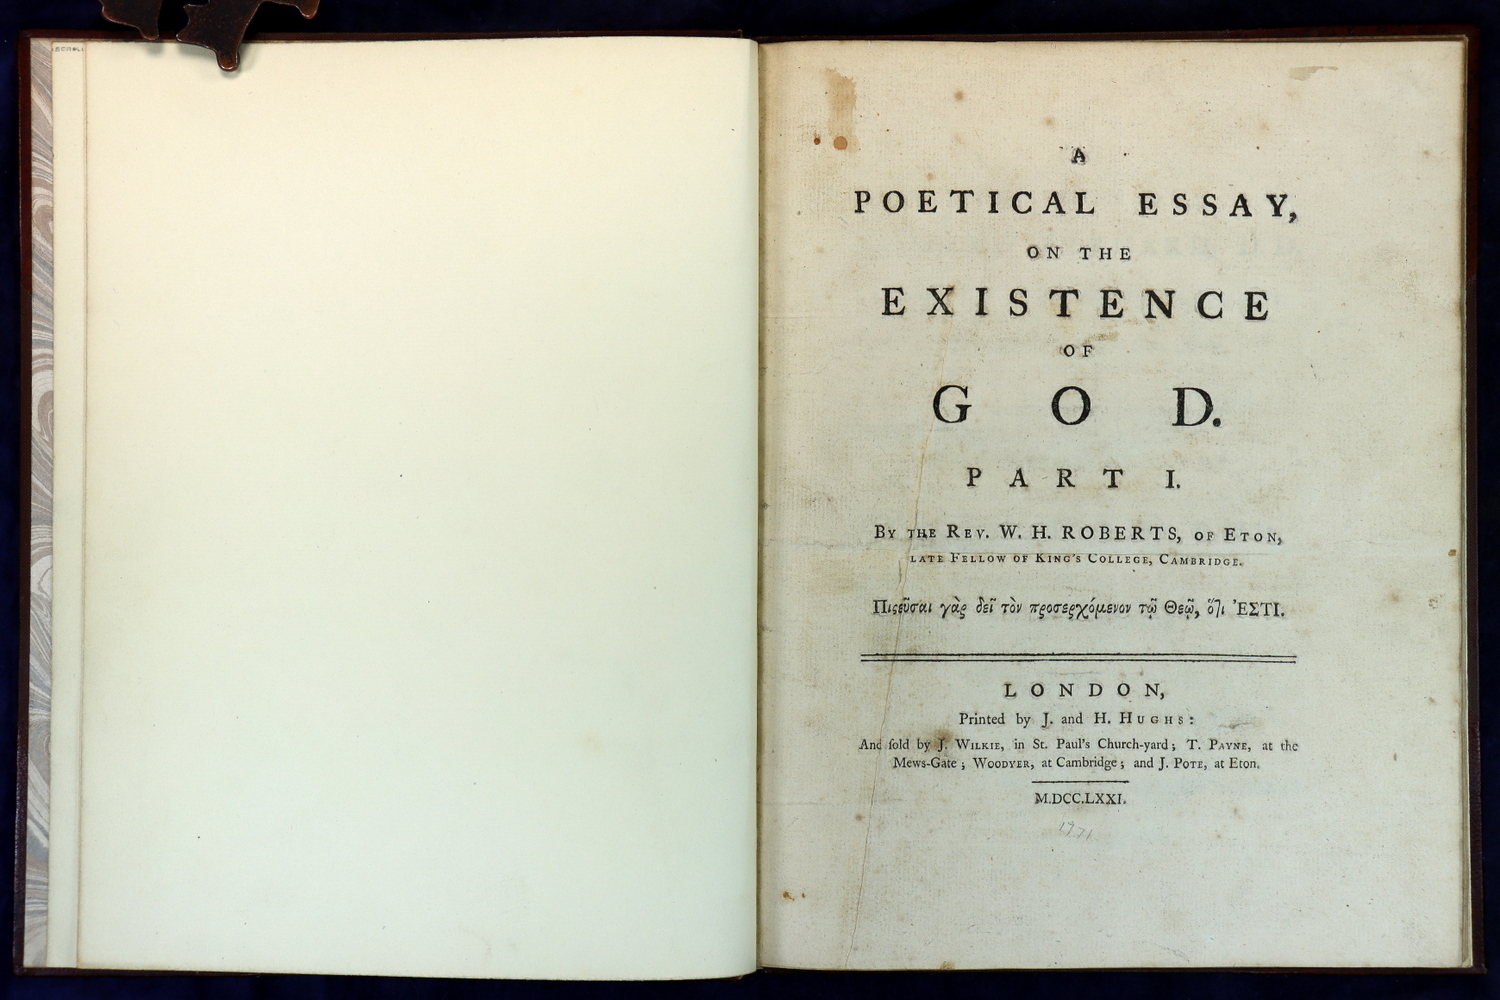 A
POETICAL ESSAY,
ON THE
EXISTENCE
OF
GOD.
PART I.
By the Rev. W. H. ROBERTS, of Eton,
late Fellow of King's College, Cambridge.
Πιϛεῦσαι γὰρ δεῖ τὸν προσερχόμενον τῷ Θεῷ, ὅτι ἘΣΤΙ.
LONDON,
Printed by J. and H. Hughs:
And ſold by J. Wilkie, in St. Paul's Church-yard; T. Payne, at the
Mews-Gate; Woodyer, at Cambridge; and J. Pote, at Eton.
M.DCC.LXXI.
1771